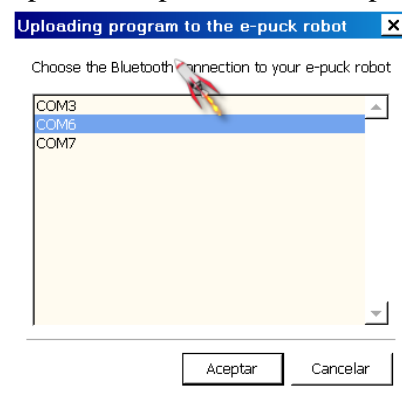 Uploading program to the e-puck robot
Choose the Bluetooth connection to your e-puck robot
COM3
COM6
COM7
Aceptar
Cancelar